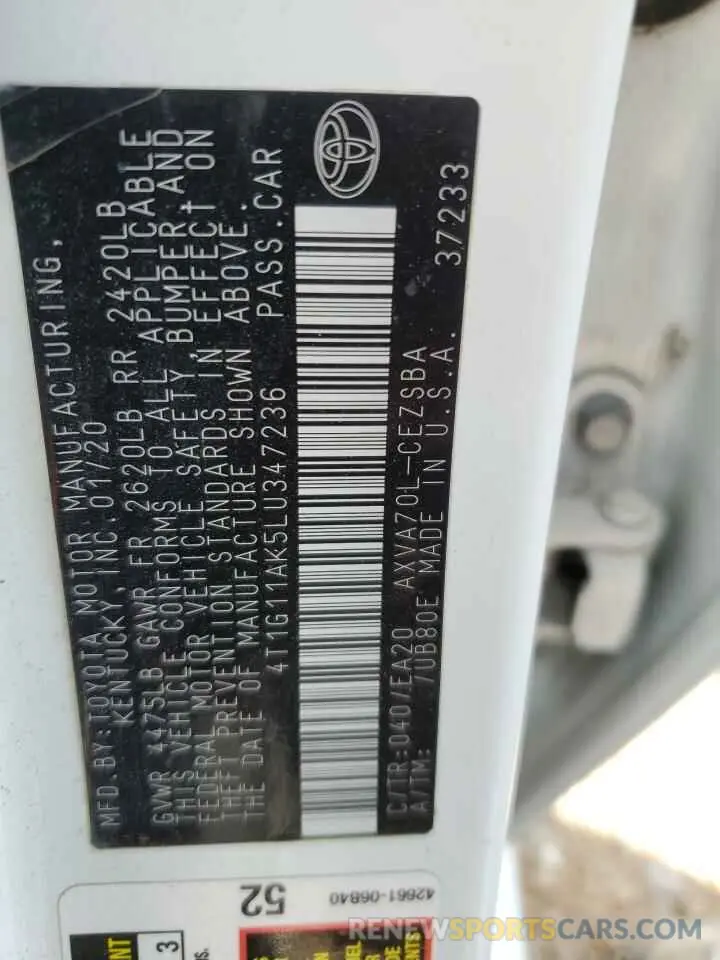 MFD.BY:TOYOTA MOTOR MANUFACTURING,
KENTUCKY, INC. 01/20
GVWR 4475LB GAWR FR 2620LB RR 2420LB
THIS VEHICLE CONFORMS TO ALL APPLICABLE
FEDERAL MOTOR VEHICLE SAFETY, BUMPER AND
THEFT PREVENTION STANDARDS IN EFFECT ON
THE DATE OF MANUFACTURE SHOWN ABOVE.
4T1G11AK5LU347236 PASS.CAR
C/TR:040/EA20 AXVA70L-CEZSBA 37233
A/TM: /UB80E MADE IN U.S.A.
52
42661-06840
3
RENEWSPORTSCARS.COM